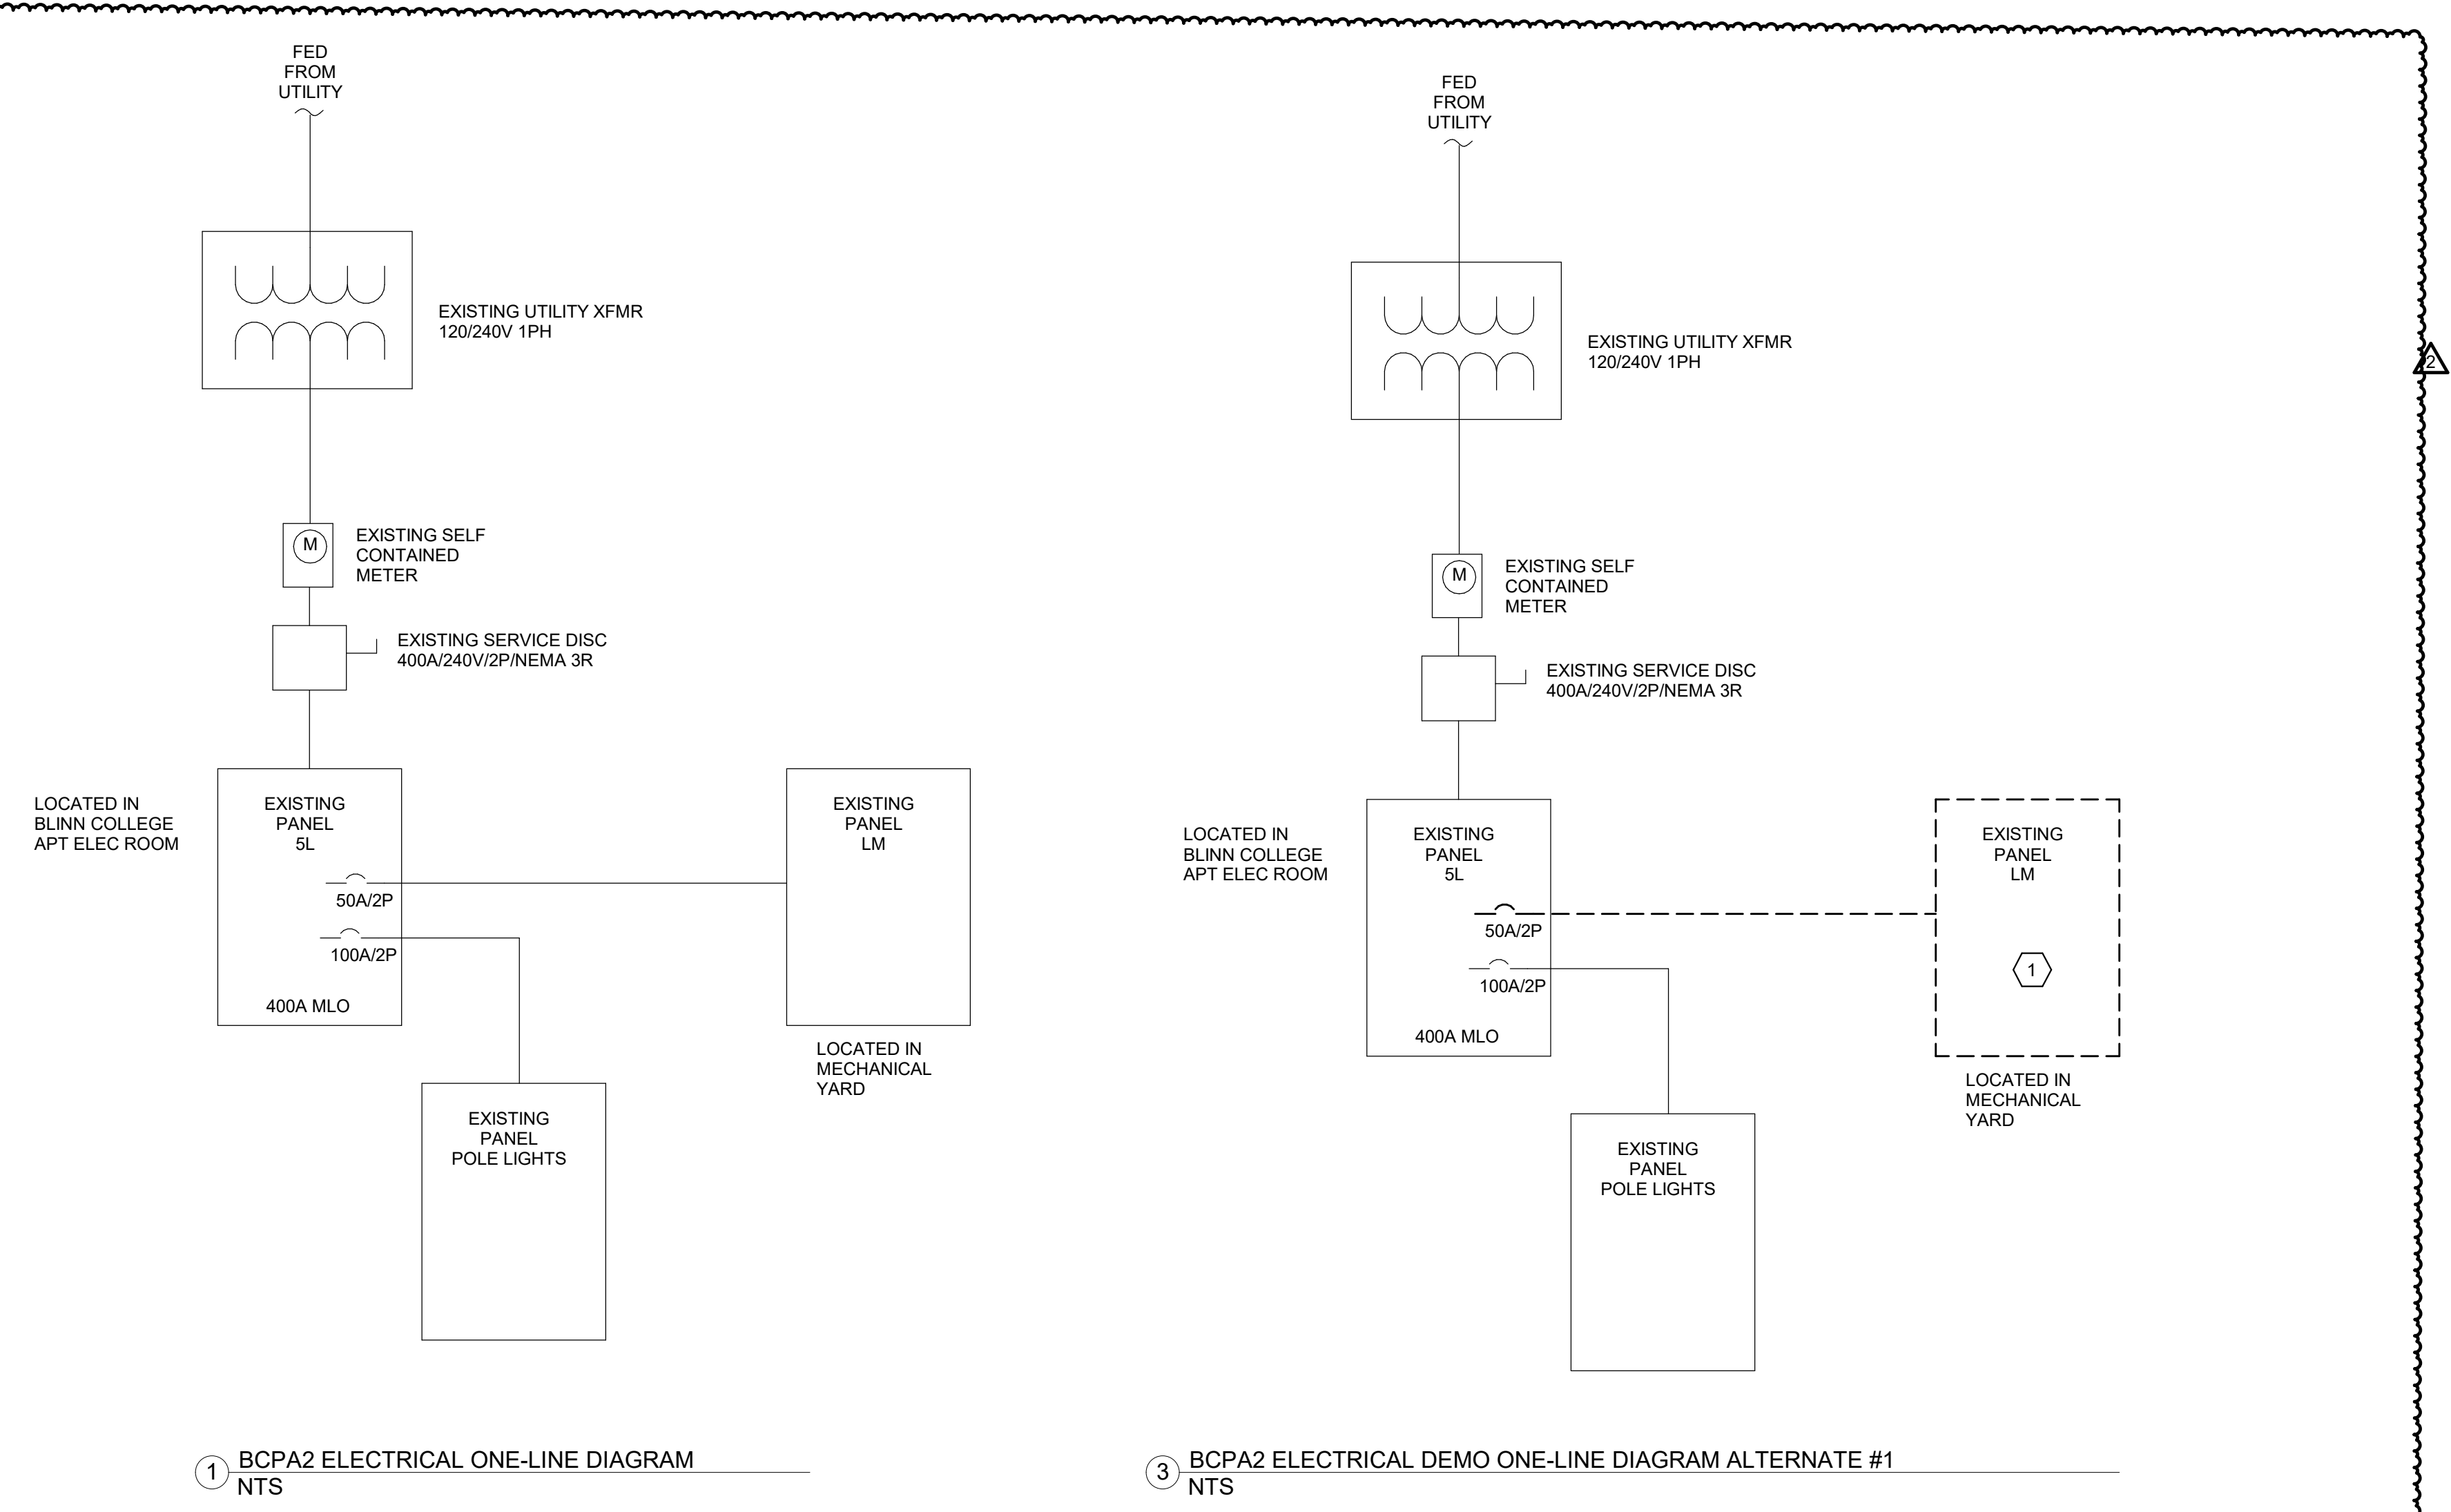 FED
FROM
UTILITY
EXISTING UTILITY XFMR
120/240V 1PH
M
EXISTING SELF
CONTAINED
METER
EXISTING SERVICE DISC
400A/240V/2P/NEMA 3R
LOCATED IN
BLINN COLLEGE
APT ELEC ROOM
EXISTING
PANEL
5L
50A/2P
100A/2P
400A MLO
EXISTING
PANEL
LM
LOCATED IN
MECHANICAL
YARD
EXISTING
PANEL
POLE LIGHTS
1 BCPA2 ELECTRICAL ONE-LINE DIAGRAM
NTS
FED
FROM
UTILITY
EXISTING UTILITY XFMR
120/240V 1PH
M
EXISTING SELF
CONTAINED
METER
EXISTING SERVICE DISC
400A/240V/2P/NEMA 3R
LOCATED IN
BLINN COLLEGE
APT ELEC ROOM
EXISTING
PANEL
5L
50A/2P
100A/2P
400A MLO
EXISTING
PANEL
LM
1
LOCATED IN
MECHANICAL
YARD
EXISTING
PANEL
POLE LIGHTS
3 BCPA2 ELECTRICAL DEMO ONE-LINE DIAGRAM ALTERNATE #1
NTS
2